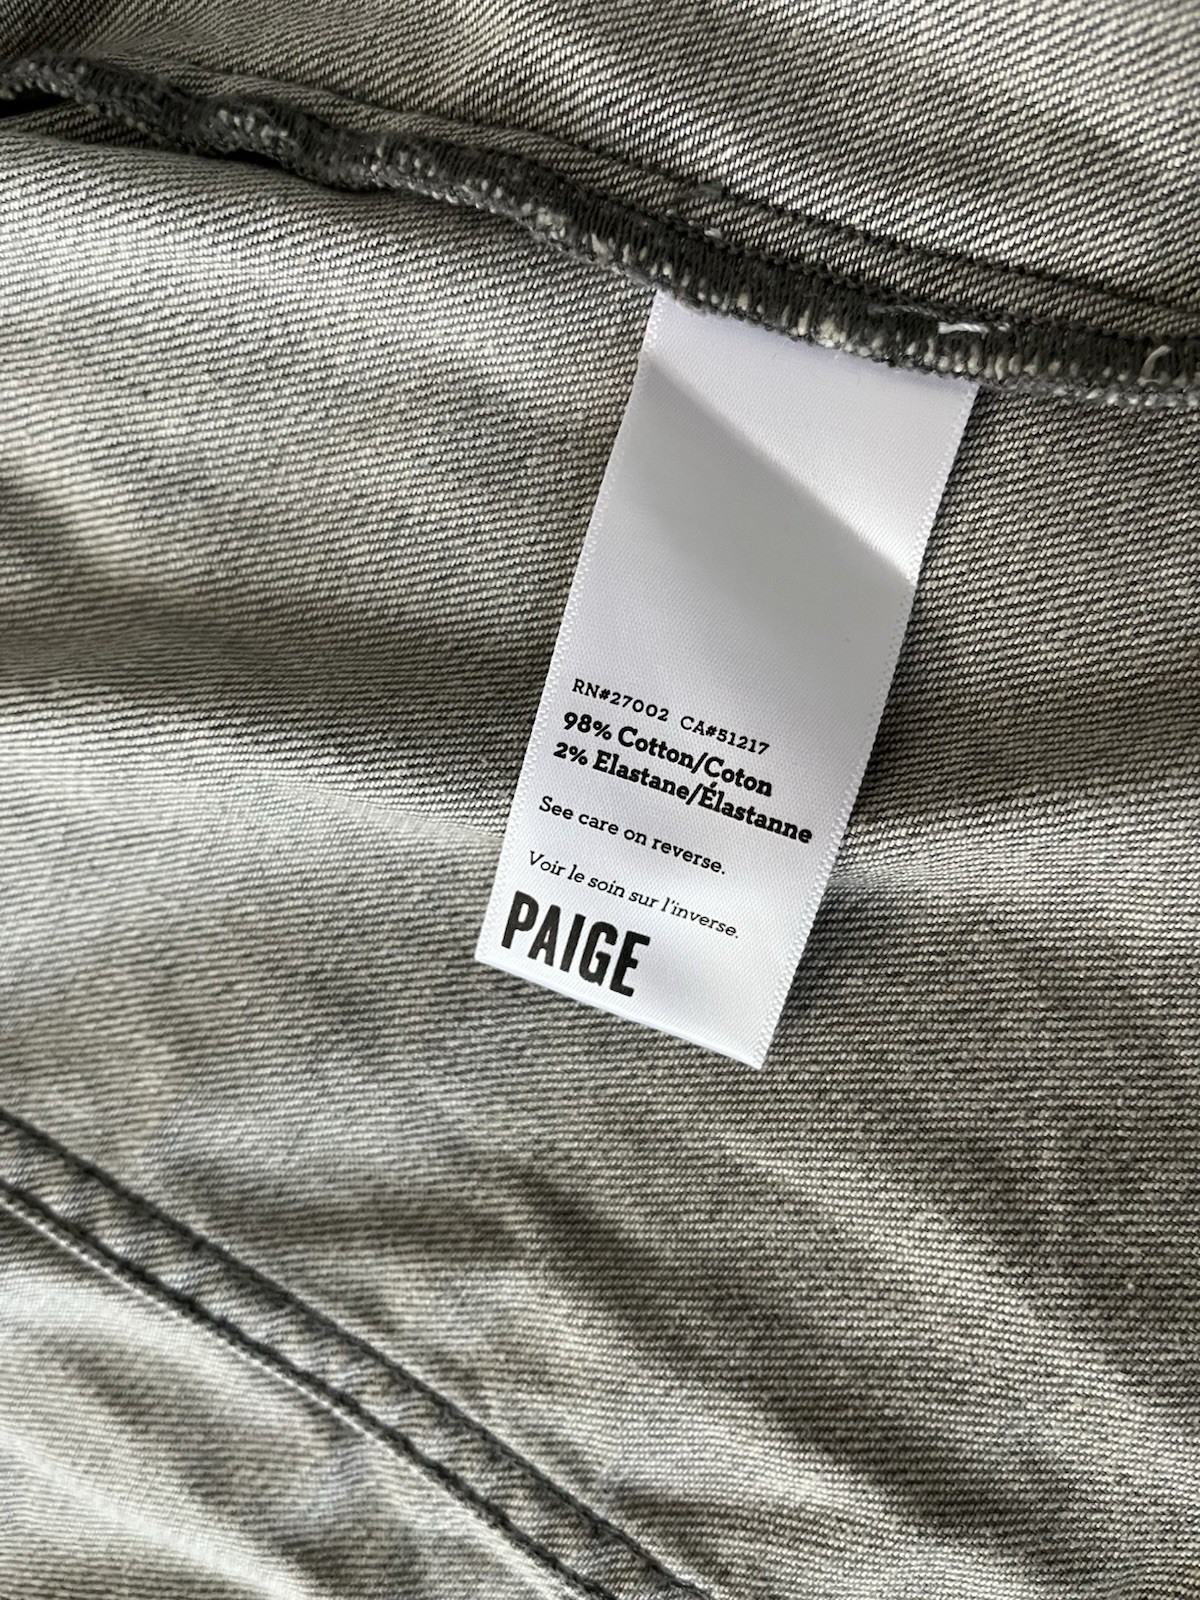 RN#27002 CA#51217
98% Cotton/Coton
2% Elastane/Élastanne
See care on reverse.
Voir le soin sur l'inverse.
PAIGE